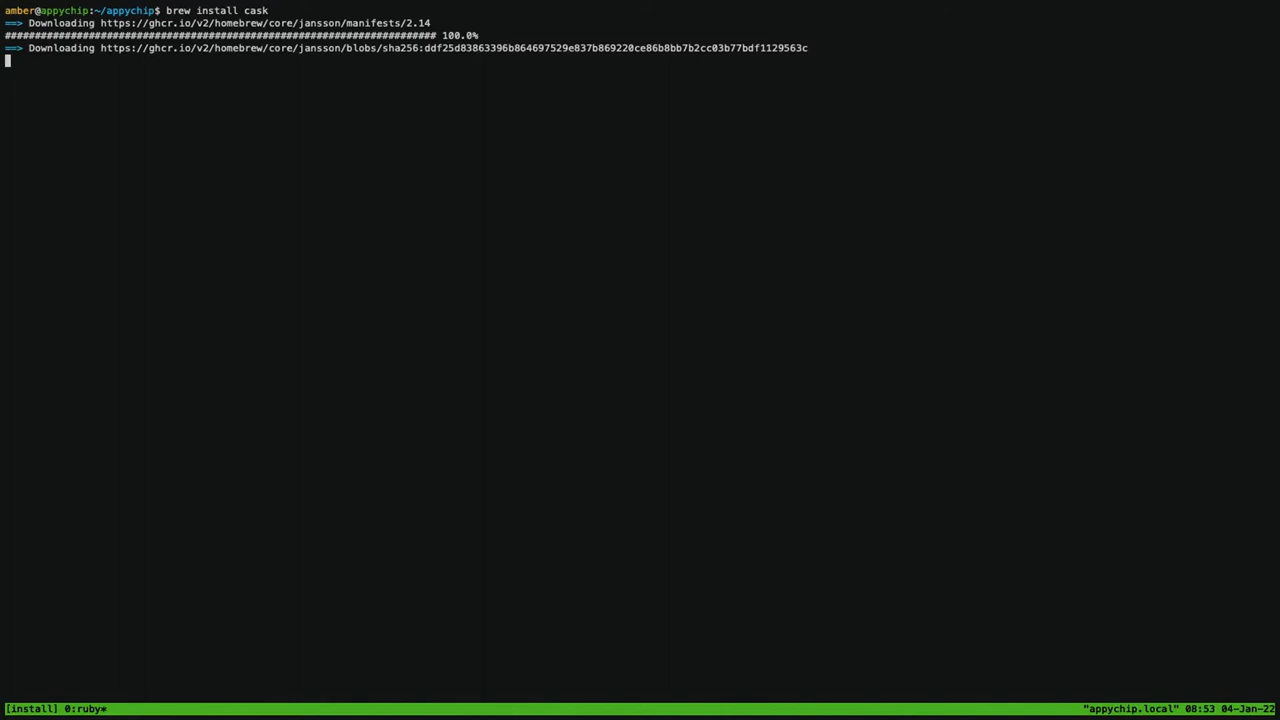 amber@appychip:~/appychip$ brew install cask
==> Downloading https://ghcr.io/v2/homebrew/core/jansson/manifests/2.14
######################################################################## 100.0%
==> Downloading https://ghcr.io/v2/homebrew/core/jansson/blobs/sha256:ddf25d83863396b864697529e837b869220ce86b8bb7b2cc03b77bdf1129563c
[install] 0:ruby* "appychip.local" 08:53 04-Jan-22